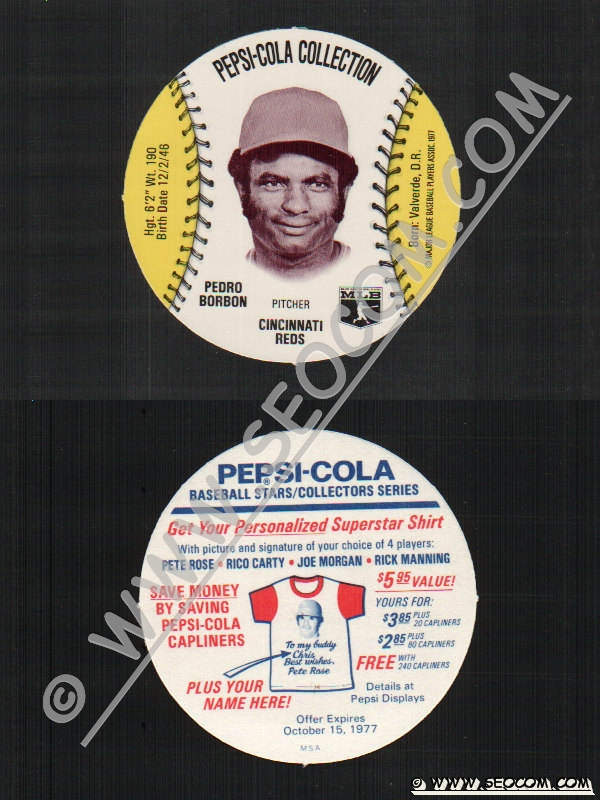 PEPSI-COLA COLLECTION
Hgt. 6'2" Wt. 190
Birth Date 12/2/46
Born: Valverde, D.R.
© MAJOR LEAGUE BASEBALL PLAYERS ASSOC. 1977
PEDRO
BORBON
PITCHER
MLB
CINCINNATI
REDS
© WWW.SEOCOM.COM
PEPSI-COLA
®
BASEBALL STARS/COLLECTORS SERIES
Get Your Personalized Superstar Shirt
With picture and signature of your choice of 4 players:
PETE ROSE • RICO CARTY • JOE MORGAN • RICK MANNING
SAVE MONEY
BY SAVING
PEPSI-COLA
CAPLINERS
To my buddy
Chris,
Best wishes,
Pete Rose
PLUS YOUR
NAME HERE!
$5.95 VALUE!
YOURS FOR:
$3.85 PLUS 20 CAPLINERS
$2.85 PLUS 80 CAPLINERS
FREE WITH 240 CAPLINERS
Details at
Pepsi Displays
Offer Expires
October 15, 1977
MSA
© WWW.SEOCOM.COM